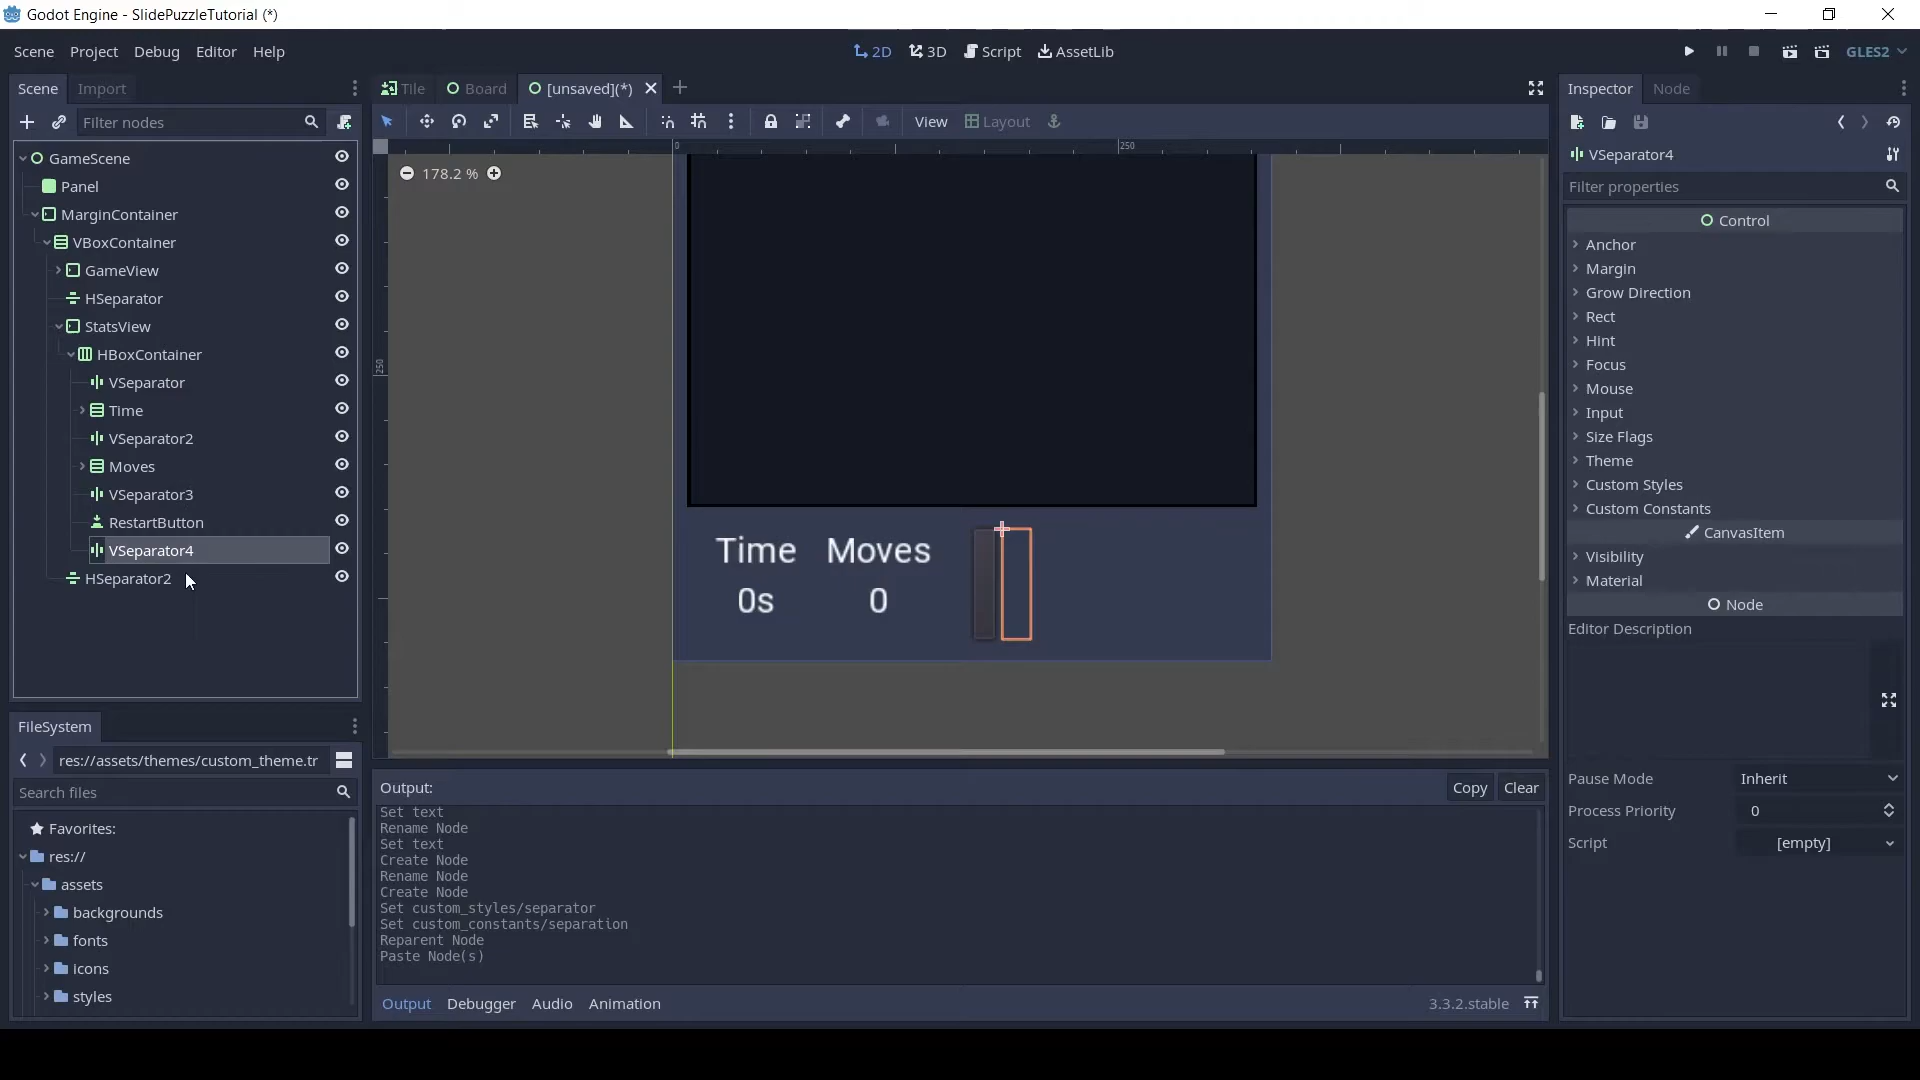 Godot Engine - SlidePuzzleTutorial (*)
Scene Project Debug Editor Help
2D 3D Script AssetLib
GLES2
Scene Import
Tile Board [unsaved](*)
Inspector Node
Filter nodes
View Layout
VSeparator4
Filter properties
0 250
250
178.2 %
GameScene
Panel
MarginContainer
VBoxContainer
GameView
HSeparator
StatsView
HBoxContainer
VSeparator
Time
VSeparator2
Moves
VSeparator3
RestartButton
VSeparator4
HSeparator2
Time Moves
0s 0
Control
Anchor
Margin
Grow Direction
Rect
Hint
Focus
Mouse
Input
Size Flags
Theme
Custom Styles
Custom Constants
CanvasItem
Visibility
Material
Node
Editor Description
Pause Mode Inherit
Process Priority 0
Script [empty]
FileSystem
res://assets/themes/custom_theme.tr
Search files
Favorites:
res://
assets
backgrounds
fonts
icons
styles
Output:
Copy Clear
Set text
Rename Node
Set text
Create Node
Rename Node
Create Node
Set custom_styles/separator
Set custom_constants/separation
Reparent Node
Paste Node(s)
Output Debugger Audio Animation
3.3.2.stable